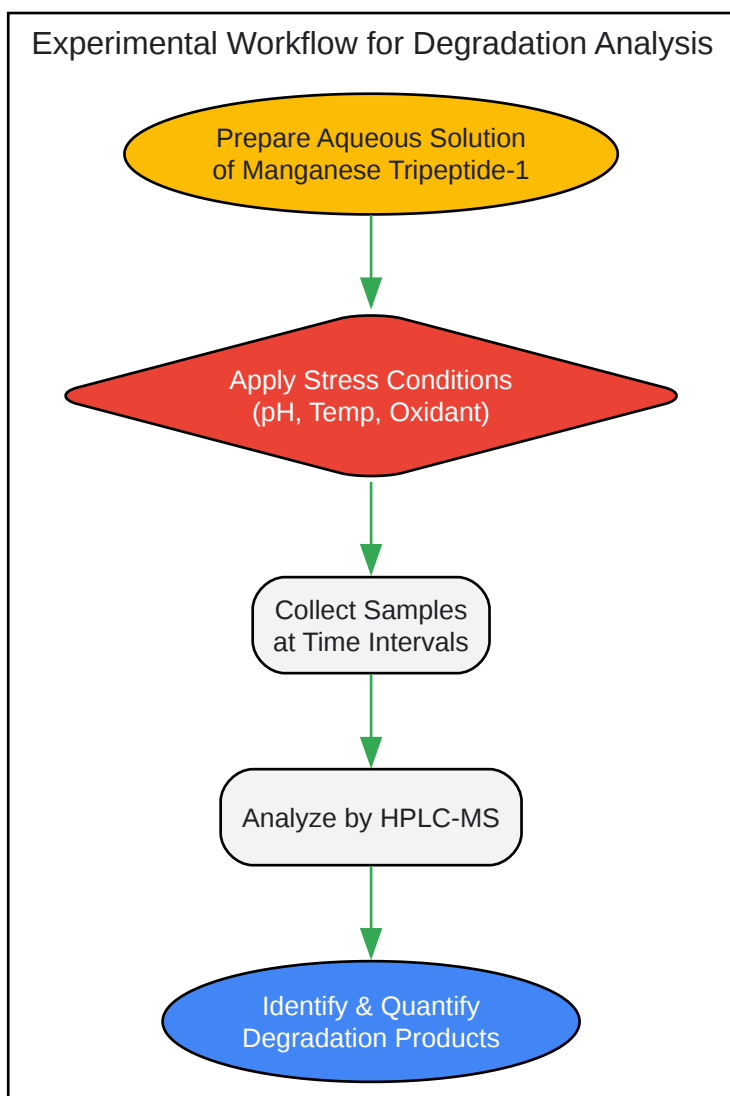 Experimental Workflow for Degradation Analysis
Prepare Aqueous Solution
of Manganese Tripeptide-1
Apply Stress Conditions
(pH, Temp, Oxidant)
Collect Samples
at Time Intervals
Analyze by HPLC-MS
Identify & Quantify
Degradation Products